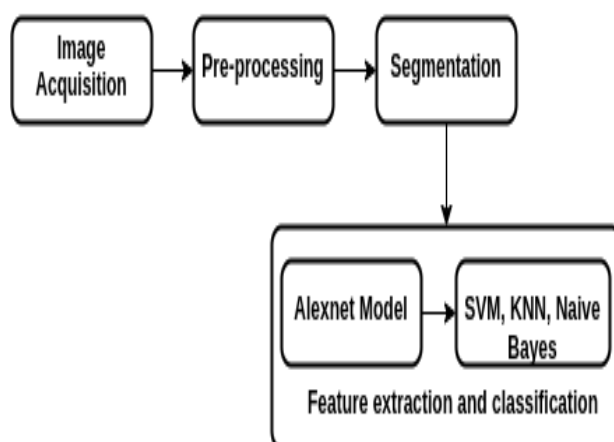 Image
Acquisition
Pre-processing
Segmentation
Alexnet Model
SVM, KNN, Naive
Bayes
Feature extraction and classification